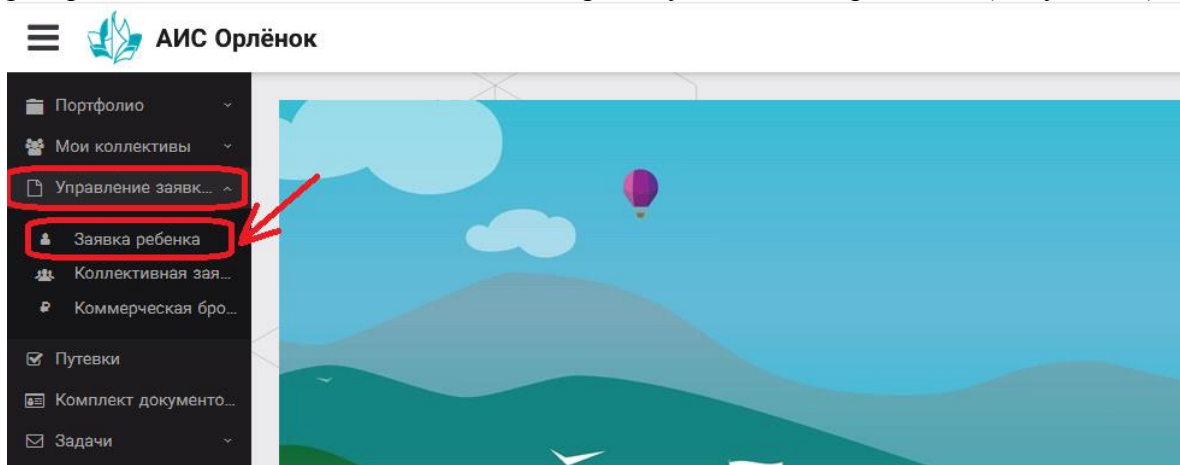 АИС Орлёнок
Портфолио
Мои коллективы
Управление заявк...
Заявка ребенка
Коллективная зая...
Коммерческая бро...
Путевки
Комплект документо...
Задачи